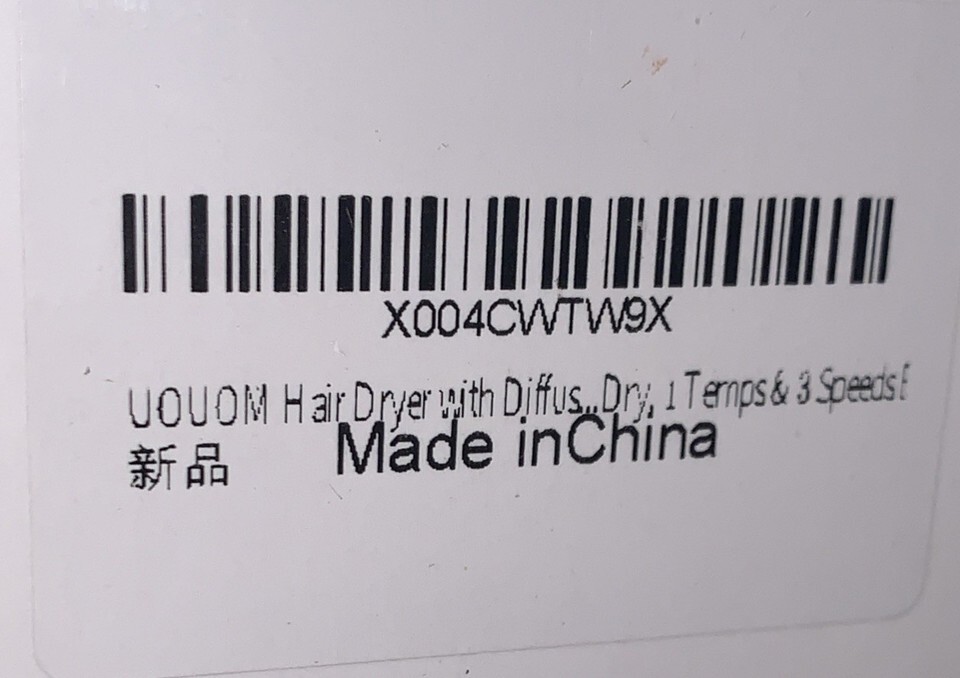 X004CWTW9X
UOUOM Hair Dryer with Diffus...Dry, 1 Temps & 3 Speeds E
新品 Made inChina